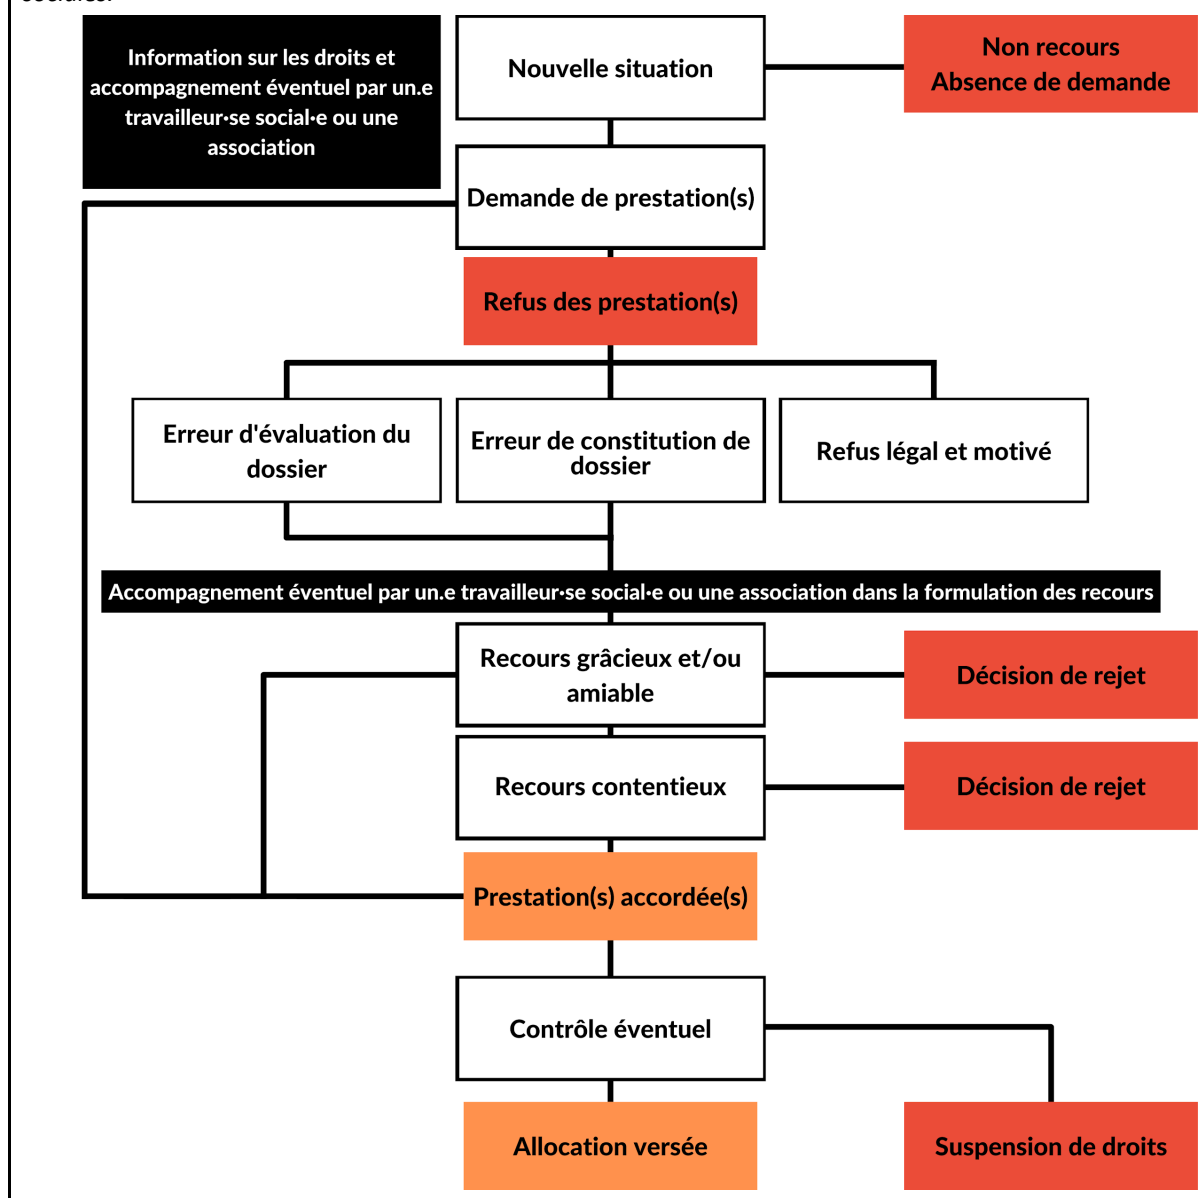 Information sur les droits et
accompagnement éventuel par un.e
travailleur·se social·e ou une
association
Nouvelle situation
Non recours
Absence de demande
Demande de prestation(s)
Refus des prestation(s)
Erreur d'évaluation du
dossier
Erreur de constitution de
dossier
Refus légal et motivé
Accompagnement éventuel par un.e travailleur·se social·e ou une association dans la formulation des recours
Recours grâcieux et/ou
amiable
Décision de rejet
Recours contentieux
Décision de rejet
Prestation(s) accordée(s)
Contrôle éventuel
Allocation versée
Suspension de droits